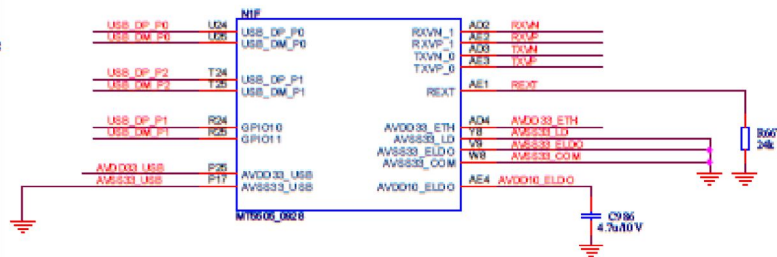 N1F
USB_DP_P0 U24 USB_DP_P0 RXVN_1 AD2 RXVN
USB_DM_P0 U25 USB_DM_P0 RXVP_1 AE2 RXVP
TXVN_0 AD3 TXVN
TXVP_0 AE3 TXVP
USB_DP_P2 T24 USB_DP_P1
USB_DM_P2 T25 USB_DM_P1 REXT AE1 REXT
USB_DP_P1 R24 GPIO10 AVDD33_ETH AD4 AVDD33_ETH
USB_DM_P1 R25 GPIO11 AVSS33_LD Y8 AVSS33_LD
AVSS33_ELDO V9 AVSS33_ELDO
AVSS33_COM W8 AVSS33_COM
R667
24k
AVDD33_USB P25 AVDD33_USB
AVSS33_USB P17 AVSS33_USB AVDD10_ELDO AE4 AVDD10_ELDO
MT5505_0928
C986
4.7u/10V